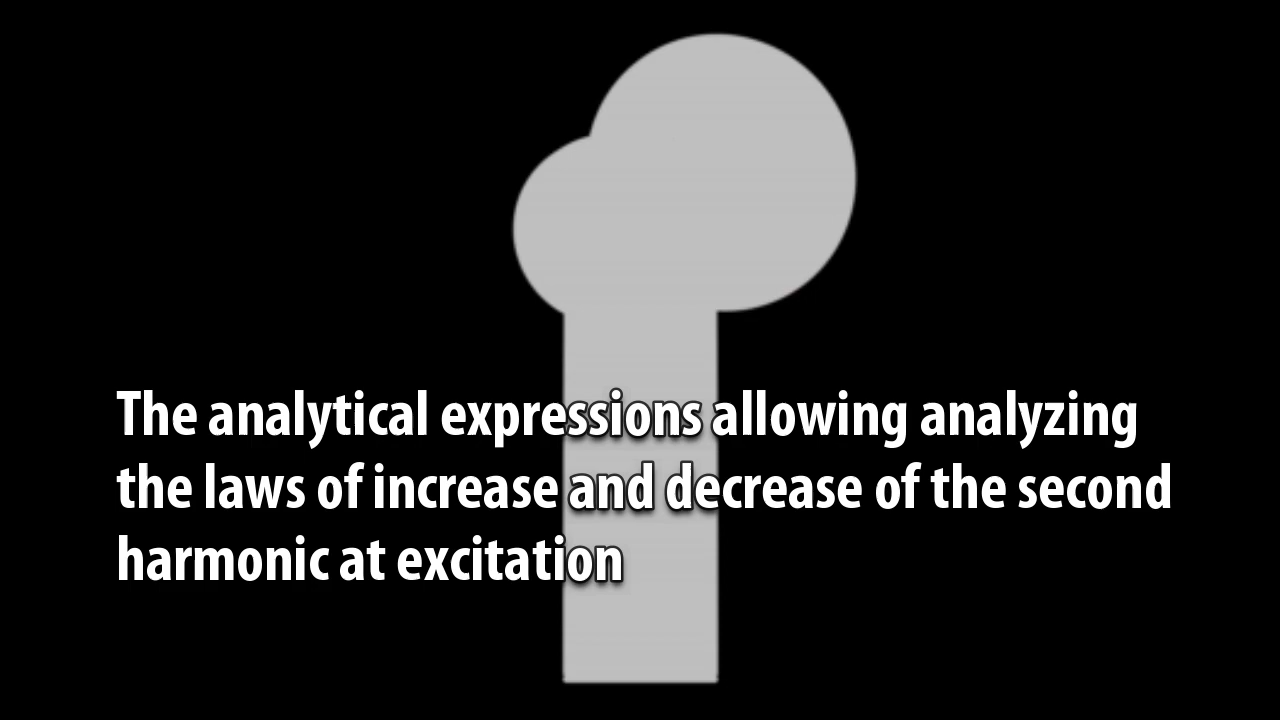 The analytical expressions allowing analyzing
the laws of increase and decrease of the second
harmonic at excitation